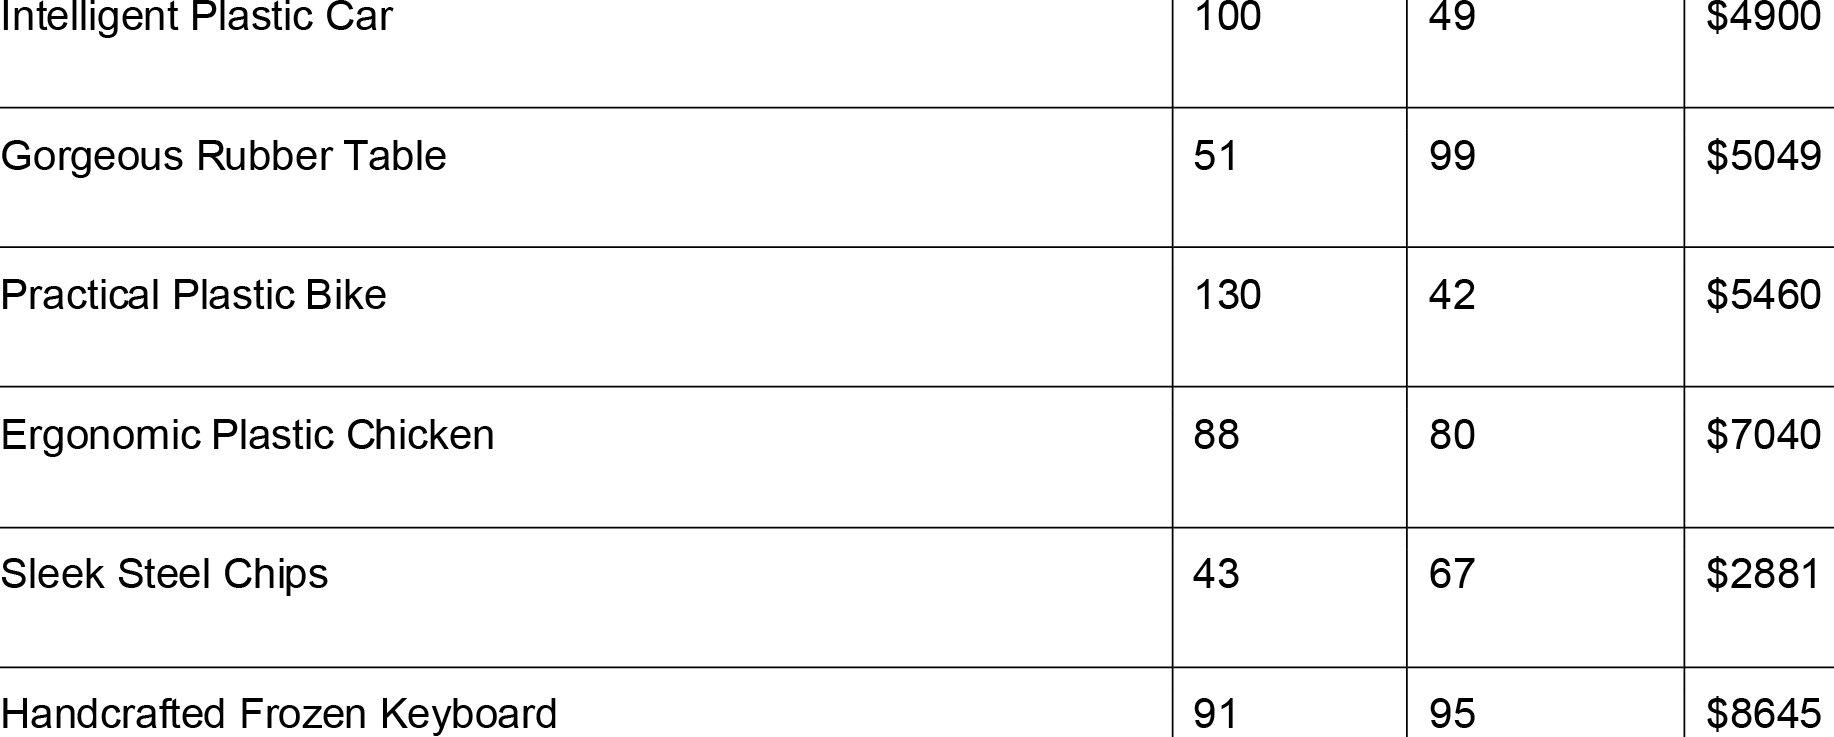 Intelligent Plastic Car 100 49 $4900
Gorgeous Rubber Table 51 99 $5049
Practical Plastic Bike 130 42 $5460
Ergonomic Plastic Chicken 88 80 $7040
Sleek Steel Chips 43 67 $2881
Handcrafted Frozen Keyboard 91 95 $8645